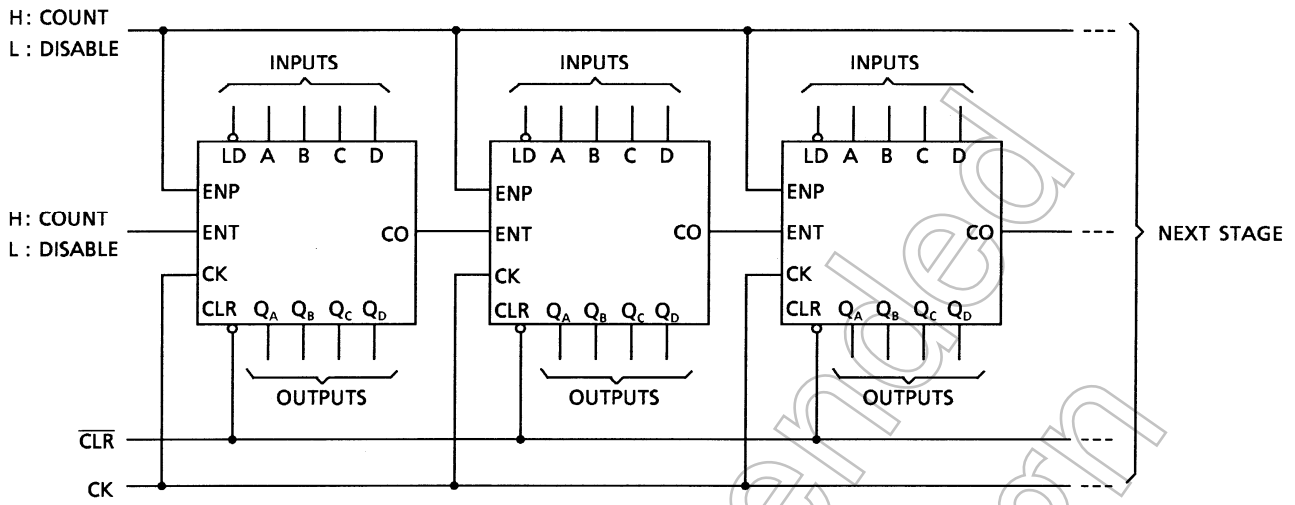 H: COUNT
L : DISABLE
INPUTS INPUTS INPUTS
LD A B C D LD A B C D LD A B C D
ENP ENP ENP
H: COUNT
L : DISABLE
ENT CO ENT CO ENT CO NEXT STAGE
CK CK CK
CLR QA QB QC QD CLR QA QB QC QD CLR QA QB QC QD
OUTPUTS OUTPUTS OUTPUTS
CLR
CK